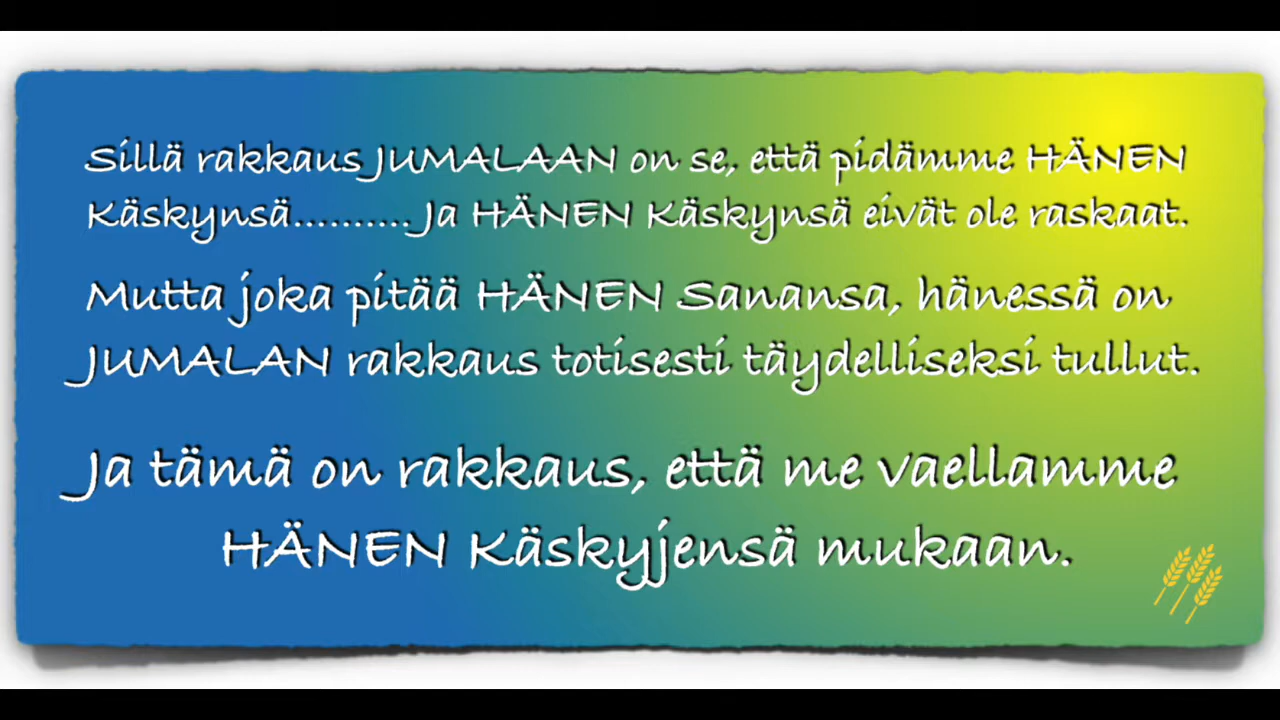 Sillä rakkaus JUMALAAN on se, että pidämme HÄNEN
Käskynsä.......... Ja HÄNEN Käskynsä eivät ole raskaat.
Mutta joka pitää HÄNEN Sanansa, hänessä on
JUMALAN rakkaus totisesti täydelliseksi tullut.
Ja tämä on rakkaus, että me vaellamme
HÄNEN Käskyjensä mukaan.